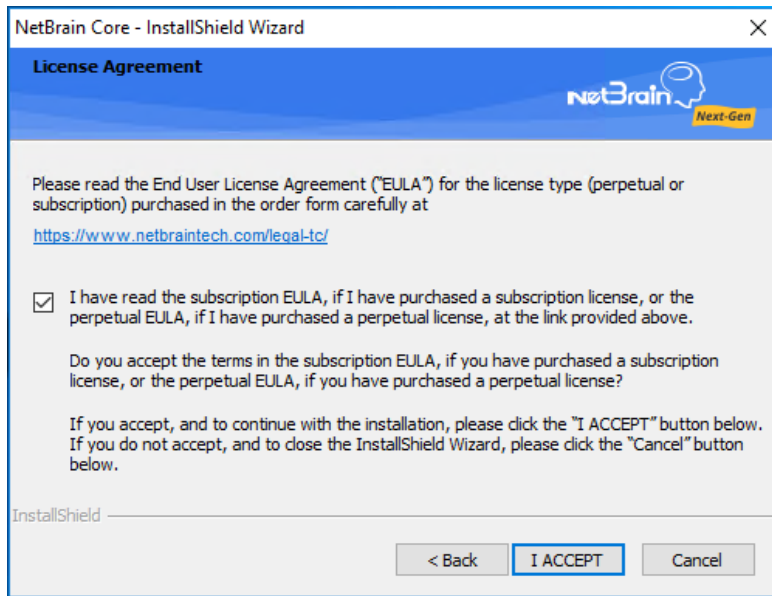 NetBrain Core - InstallShield Wizard
License Agreement
NetBrain
Next-Gen
Please read the End User License Agreement ("EULA") for the license type (perpetual or
subscription) purchased in the order form carefully at
https://www.netbraintech.com/legal-tc/
I have read the subscription EULA, if I have purchased a subscription license, or the
perpetual EULA, if I have purchased a perpetual license, at the link provided above.
Do you accept the terms in the subscription EULA, if you have purchased a subscription
license, or the perpetual EULA, if you have purchased a perpetual license?
If you accept, and to continue with the installation, please click the "I ACCEPT" button below.
If you do not accept, and to close the InstallShield Wizard, please click the "Cancel" button
below.
InstallShield
< Back I ACCEPT Cancel